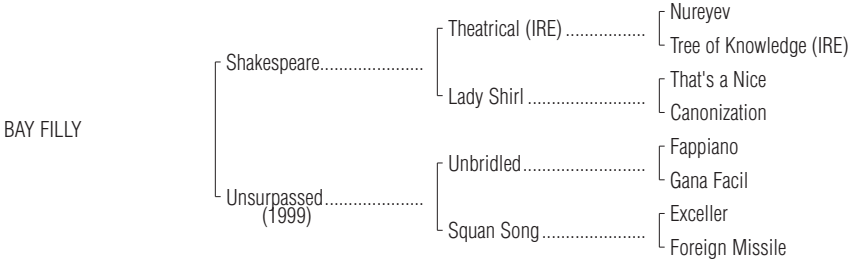 Nureyev
Theatrical (IRE) .................
Tree of Knowledge (IRE)
Shakespeare......................
That's a Nice
Lady Shirl .........................
Canonization
BAY FILLY
Fappiano
Unbridled..........................
Gana Facil
Unsurpassed.....................
(1999)
Exceller
Squan Song......................
Foreign Missile